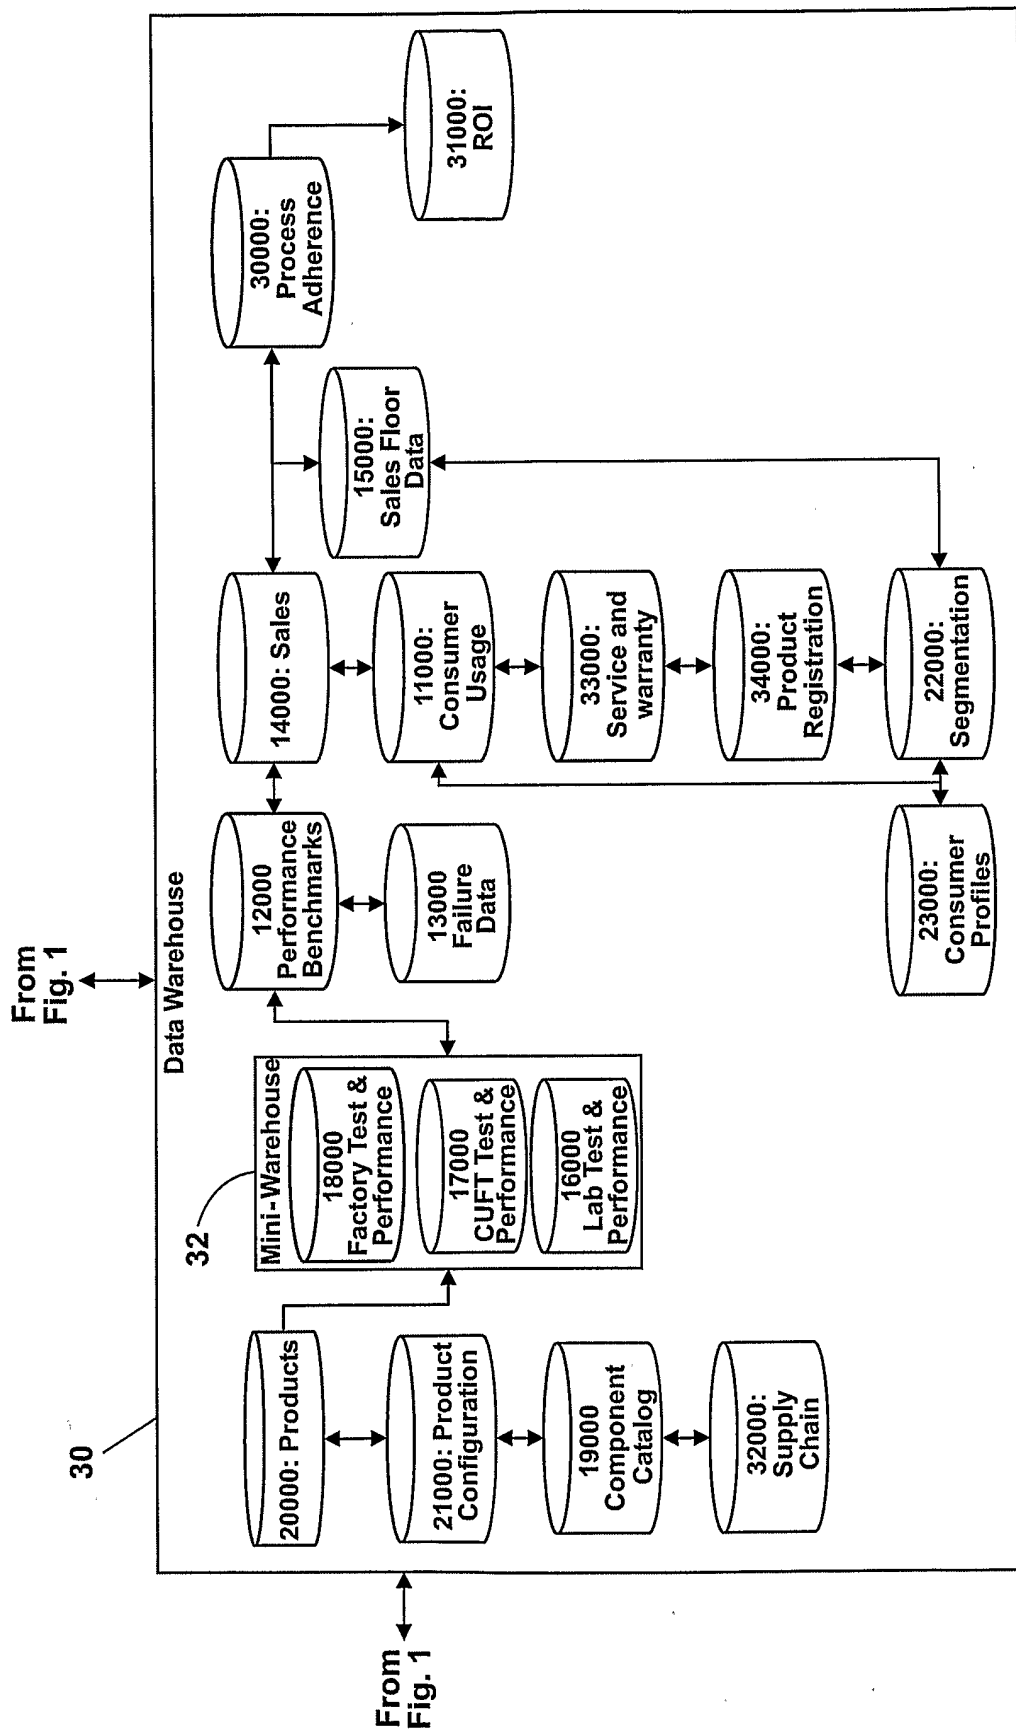 From
Fig. 1
30
Data Warehouse
20000: Products
21000: Product
Configuration
19000
Component
Catalog
32000:
Supply
Chain
32
Mini-Warehouse
18000
Factory Test &
Performance
17000
CUFT Test &
Performance
16000
Lab Test &
Performance
From
Fig. 1
12000
Performance
Benchmarks
13000
Failure
Data
14000: Sales
11000:
Consumer
Usage
33000:
Service and
warranty
34000:
Product
Registration
22000:
Segmentation
23000:
Consumer
Profiles
15000:
Sales Floor
Data
30000:
Process
Adherence
31000:
ROI